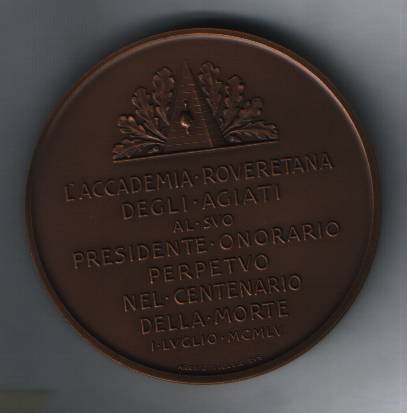 L'ACCADEMIA·ROVERETANA
DEGLI·AGIATI
AL·SVO
PRESIDENTE·ONORARIO
PERPETVO
NEL·CENTENARIO
DELLA·MORTE
I·LVGLIO·MCMLV